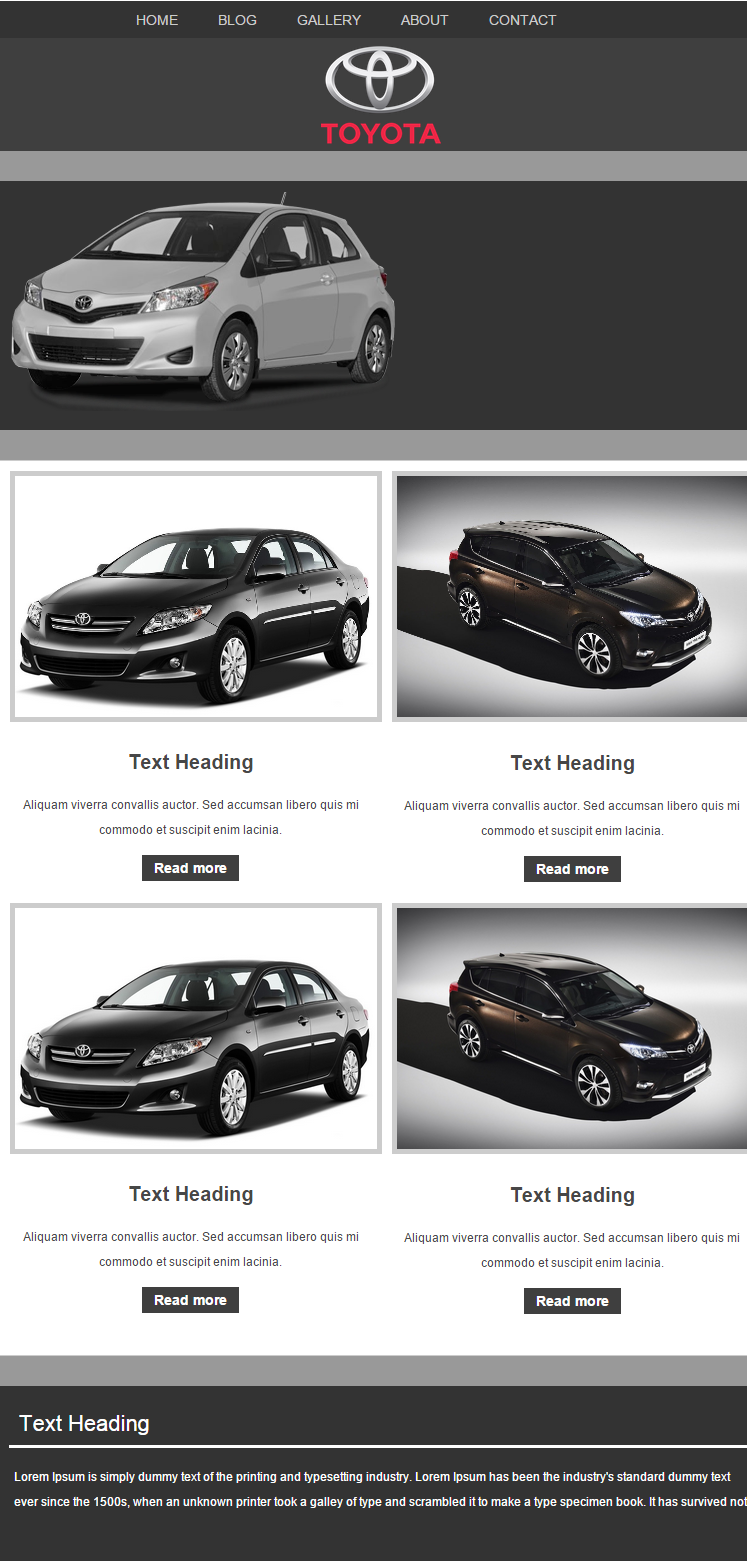 HOME BLOG GALLERY ABOUT CONTACT
TOYOTA
Text Heading
Aliquam viverra convallis auctor. Sed accumsan libero quis mi
commodo et suscipit enim lacinia.
Read more
Text Heading
Aliquam viverra convallis auctor. Sed accumsan libero quis mi
commodo et suscipit enim lacinia.
Read more
Text Heading
Aliquam viverra convallis auctor. Sed accumsan libero quis mi
commodo et suscipit enim lacinia.
Read more
Text Heading
Aliquam viverra convallis auctor. Sed accumsan libero quis mi
commodo et suscipit enim lacinia.
Read more
Text Heading
Lorem Ipsum is simply dummy text of the printing and typesetting industry. Lorem Ipsum has been the industry's standard dummy text
ever since the 1500s, when an unknown printer took a galley of type and scrambled it to make a type specimen book. It has survived not